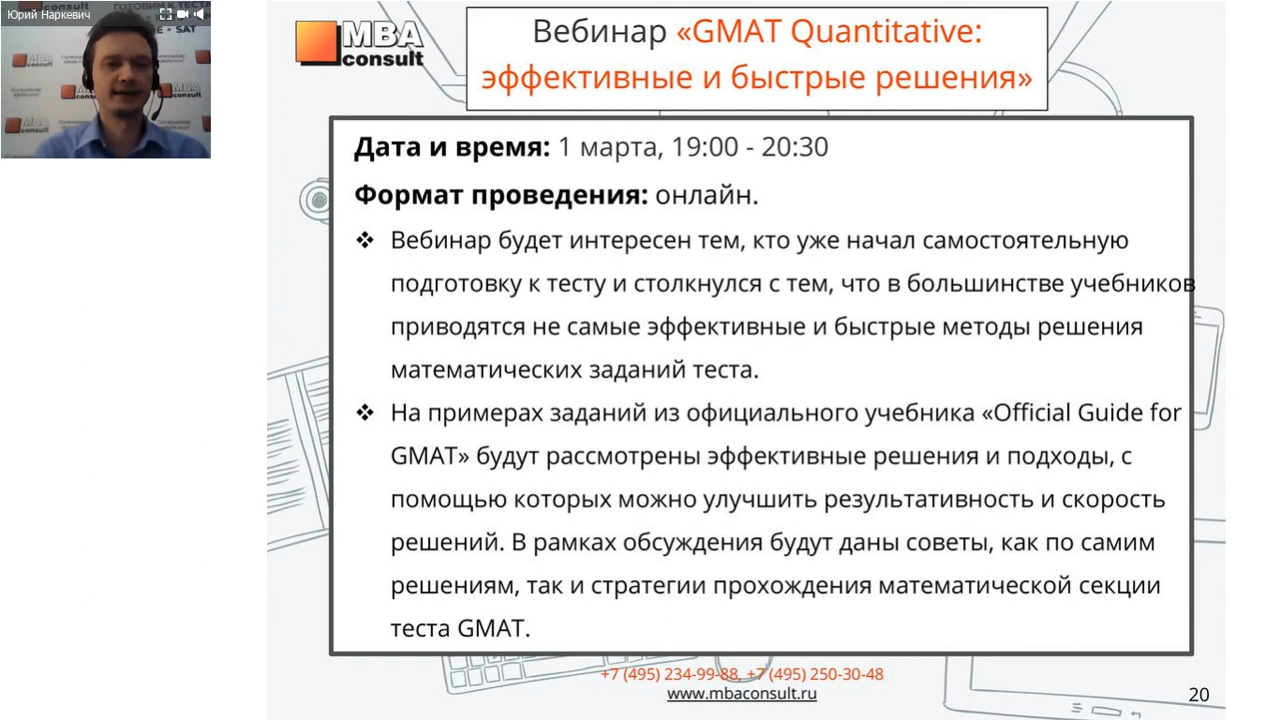 Юрий Наркевич
ГОТОВИМ К ТЕСТА
E • SAT
MBA
consult
MBA
consult
Вебинар «GMAT Quantitative:
эффективные и быстрые решения»
Дата и время: 1 марта, 19:00 - 20:30
Формат проведения: онлайн.
❖ Вебинар будет интересен тем, кто уже начал самостоятельную
подготовку к тесту и столкнулся с тем, что в большинстве учебников
приводятся не самые эффективные и быстрые методы решения
математических заданий теста.
❖ На примерах заданий из официального учебника «Official Guide for
GMAT» будут рассмотрены эффективные решения и подходы, с
помощью которых можно улучшить результативность и скорость
решений. В рамках обсуждения будут даны советы, как по самим
решениям, так и стратегии прохождения математической секции
теста GMAT.
+7 (495) 234-99-88, +7 (495) 250-30-48
www.mbaconsult.ru
20